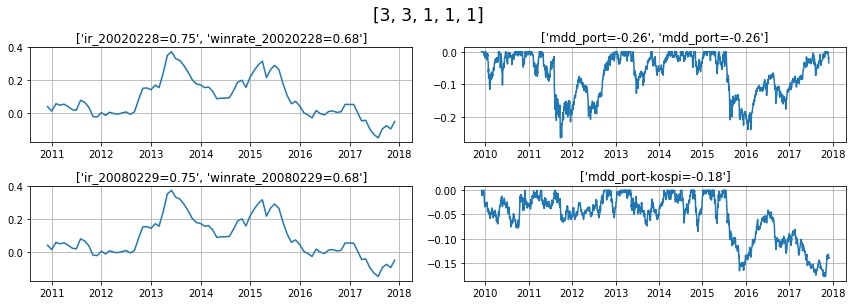 [3, 3, 1, 1, 1]
['ir_20020228=0.75', 'winrate_20020228=0.68']
0.4
0.2
0.0
2011 2012 2013 2014 2015 2016 2017 2018
['mdd_port=-0.26', 'mdd_port=-0.26']
0.0
−0.1
−0.2
2010 2011 2012 2013 2014 2015 2016 2017 2018
['ir_20080229=0.75', 'winrate_20080229=0.68']
0.4
0.2
0.0
2011 2012 2013 2014 2015 2016 2017 2018
['mdd_port-kospi=-0.18']
0.00
−0.05
−0.10
−0.15
2010 2011 2012 2013 2014 2015 2016 2017 2018